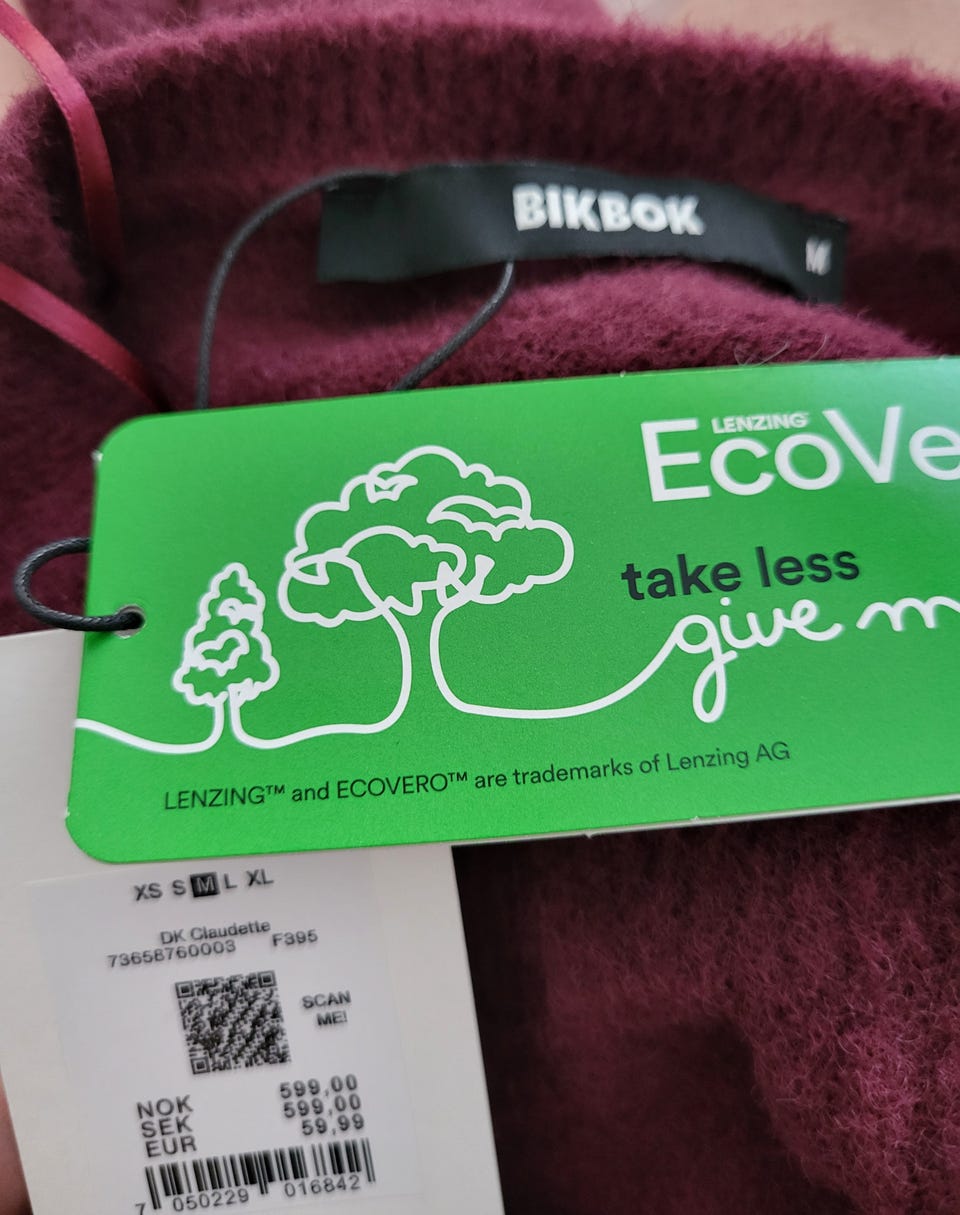 BIKBOK
M
LENZING
EcoVe
take less
give m
LENZING™ and ECOVERO™ are trademarks of Lenzing AG
XS S M L XL
DK Claudette
73658760003 F395
SCAN
ME!
NOK 599,00
SEK 599,00
EUR 59,99
7 050229 016842